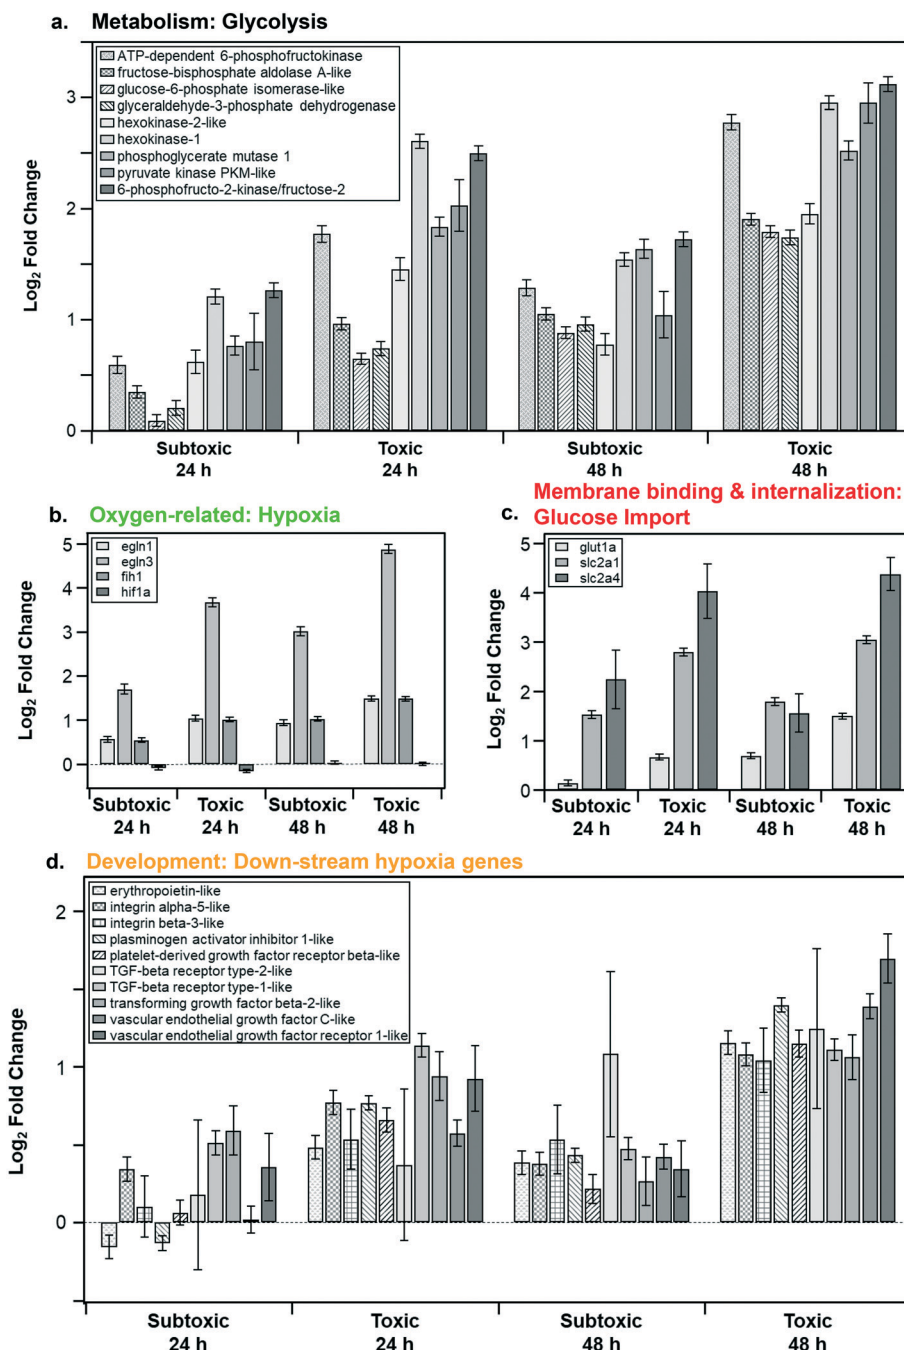 a. Metabolism: Glycolysis
ATP-dependent 6-phosphofructokinase
fructose-bisphosphate aldolase A-like
glucose-6-phosphate isomerase-like
glyceraldehyde-3-phosphate dehydrogenase
hexokinase-2-like
hexokinase-1
phosphoglycerate mutase 1
pyruvate kinase PKM-like
6-phosphofructo-2-kinase/fructose-2
Log2 Fold Change
3
2
1
0
Subtoxic Toxic Subtoxic Toxic
24 h 24 h 48 h 48 h
b. Oxygen-related: Hypoxia
egln1
egln3
fih1
hif1a
Log2 Fold Change
5
4
3
2
1
0
Subtoxic Toxic Subtoxic Toxic
24 h 24 h 48 h 48 h
Membrane binding & internalization:
c. Glucose Import
glut1a
slc2a1
slc2a4
Log2 Fold Change
5
4
3
2
1
0
Subtoxic Toxic Subtoxic Toxic
24 h 24 h 48 h 48 h
d. Development: Down-stream hypoxia genes
erythropoietin-like
integrin alpha-5-like
integrin beta-3-like
plasminogen activator inhibitor 1-like
platelet-derived growth factor receptor beta-like
TGF-beta receptor type-2-like
TGF-beta receptor type-1-like
transforming growth factor beta-2-like
vascular endothelial growth factor C-like
vascular endothelial growth factor receptor 1-like
Log2 Fold Change
2
1
0
Subtoxic Toxic Subtoxic Toxic
24 h 24 h 48 h 48 h